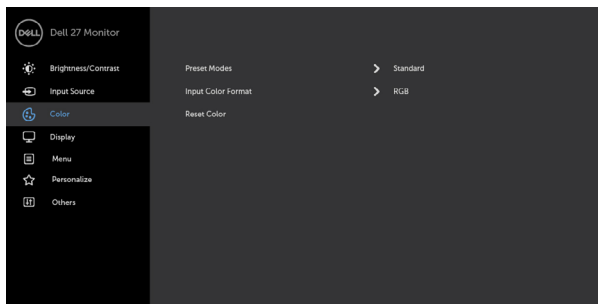 DELL Dell 27 Monitor
Brightness/Contrast Preset Modes Standard
Input Source Input Color Format RGB
Color Reset Color
Display
Menu
Personalize
Others